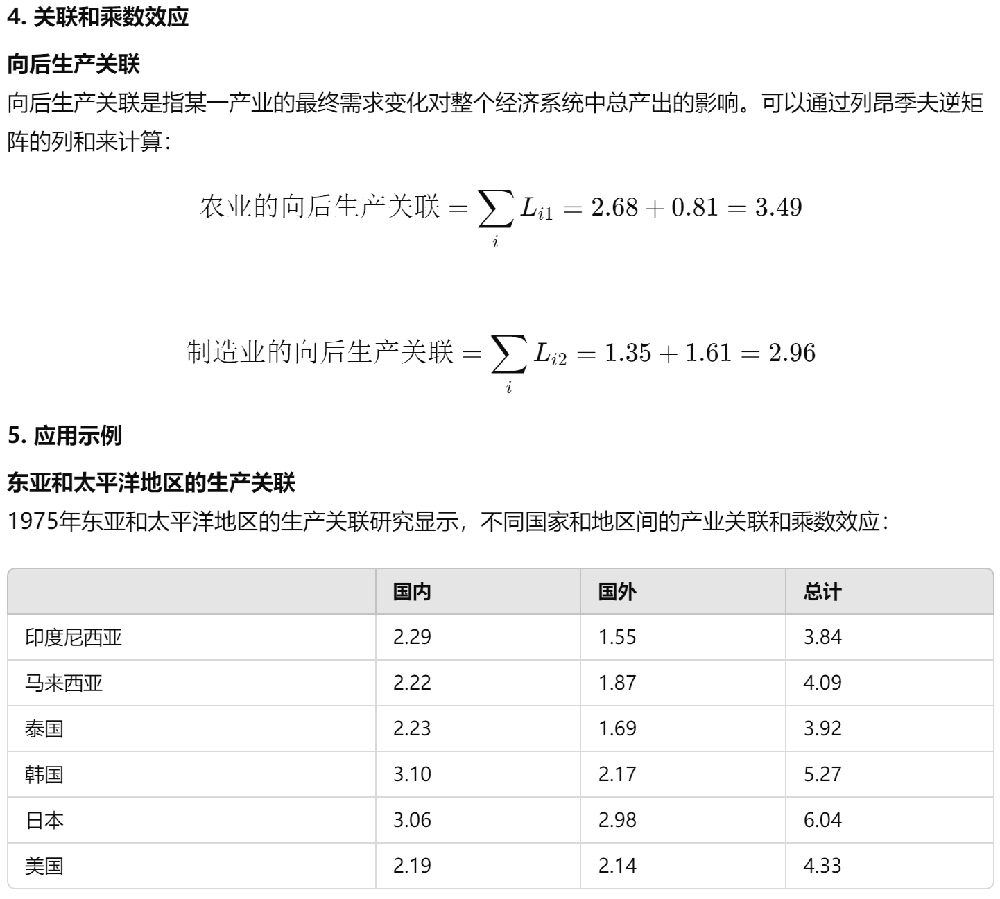 4. 关联和乘数效应
向后生产关联
向后生产关联是指某一产业的最终需求变化对整个经济系统中总产出的影响。可以通过列昂季夫逆矩
阵的列和来计算：
农业的向后生产关联 = ∑_i L_{i1} = 2.68 + 0.81 = 3.49
制造业的向后生产关联 = ∑_i L_{i2} = 1.35 + 1.61 = 2.96
5. 应用示例
东亚和太平洋地区的生产关联
1975年东亚和太平洋地区的生产关联研究显示，不同国家和地区间的产业关联和乘数效应：
国内 国外 总计
印度尼西亚 2.29 1.55 3.84
马来西亚 2.22 1.87 4.09
泰国 2.23 1.69 3.92
韩国 3.10 2.17 5.27
日本 3.06 2.98 6.04
美国 2.19 2.14 4.33